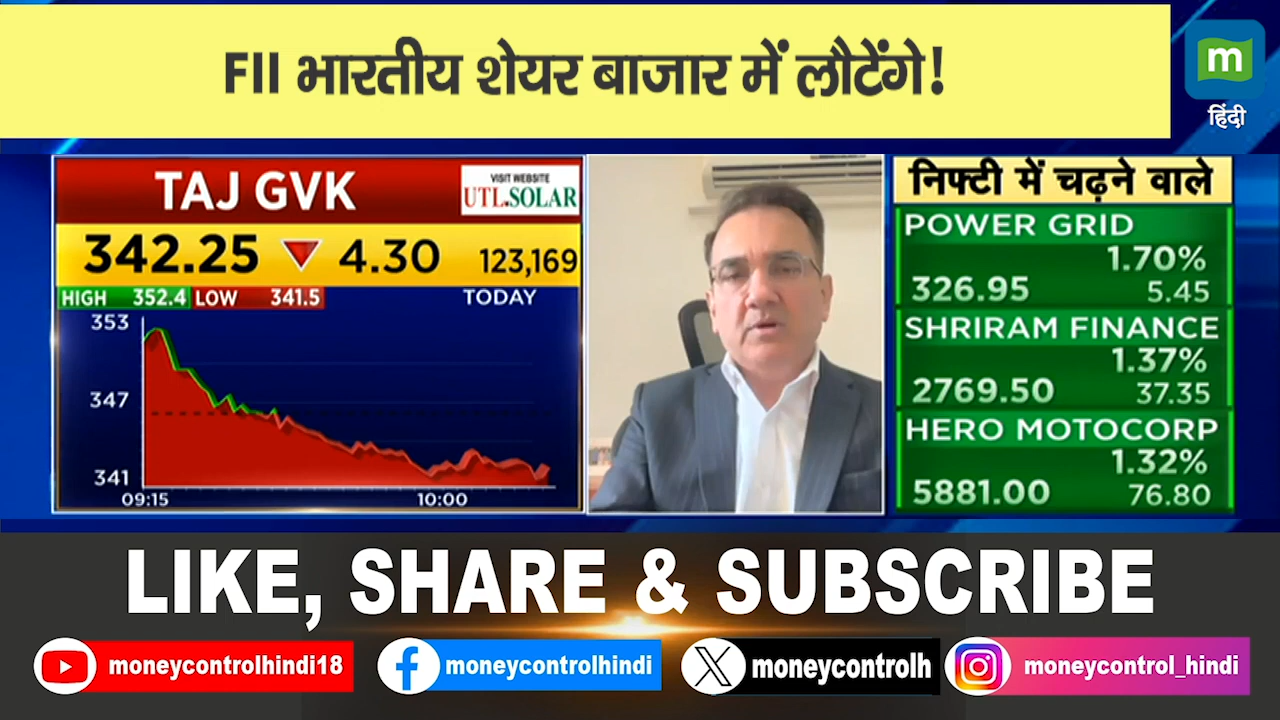 FII भारतीय शेयर बाजार में लौटेंगे!
m
हिंदी
TAJ GVK
VISIT WEBSITE
UTL SOLAR
342.25 4.30 123,169
HIGH 352.4 LOW 341.5 TODAY
353
347
341
09:15 10:00
निफ्टी में चढ़ने वाले
POWER GRID
1.70%
326.95 5.45
SHRIRAM FINANCE
1.37%
2769.50 37.35
HERO MOTOCORP
1.32%
5881.00 76.80
LIKE, SHARE & SUBSCRIBE
moneycontrolhindi18
moneycontrolhindi
moneycontrolh
moneycontrol_hindi